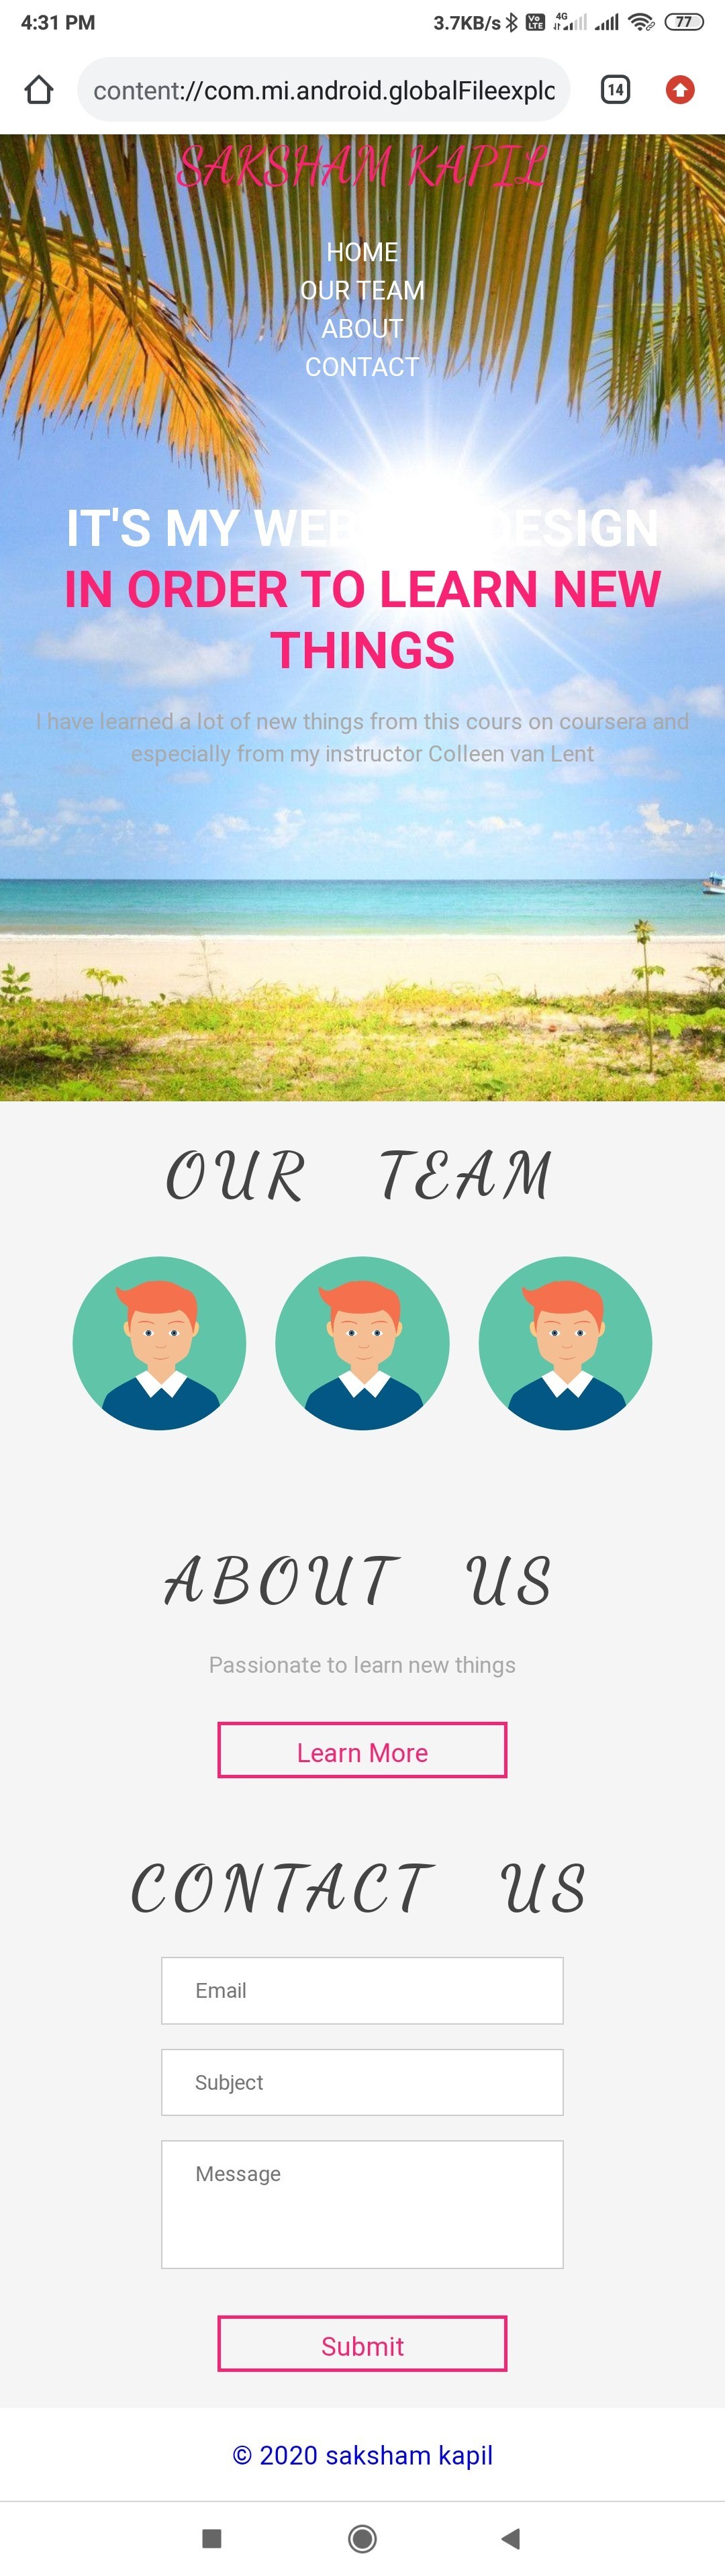 4:31 PM
3.7KB/s
Vo
LTE
4G
77
content://com.mi.android.globalFileexplo
14
SAKSHAM KAPIL
HOME
OUR TEAM
ABOUT
CONTACT
IT'S MY DESIGN
IN ORDER TO LEARN NEW
THINGS
I have learned a lot of new things from this cours on coursera and
especially from my instructor Colleen van Lent
OUR TEAM
ABOUT US
Passionate to learn new things
Learn More
CONTACT US
Email
Subject
Message
Submit
© 2020 saksham kapil